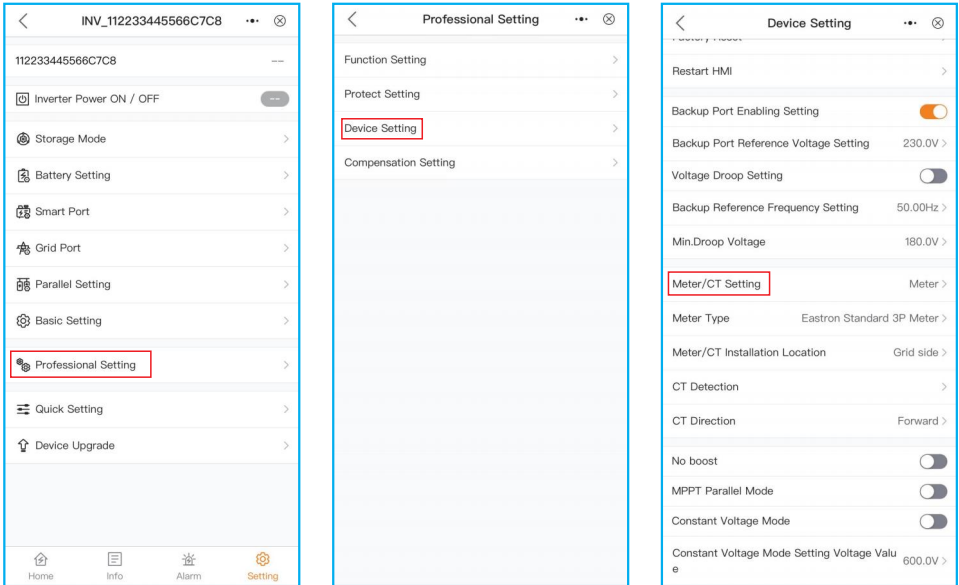 INV_112233445566C7C8
112233445566C7C8 --
Inverter Power ON / OFF --
Storage Mode
Battery Setting
Smart Port
Grid Port
Parallel Setting
Basic Setting
Professional Setting
Quick Setting
Device Upgrade
Home Info Alarm Setting
Professional Setting
Function Setting
Protect Setting
Device Setting
Compensation Setting
Device Setting
Restart HMI
Backup Port Enabling Setting
Backup Port Reference Voltage Setting 230.0V
Voltage Droop Setting
Backup Reference Frequency Setting 50.00Hz
Min.Droop Voltage 180.0V
Meter/CT Setting Meter
Meter Type Eastron Standard 3P Meter
Meter/CT Installation Location Grid side
CT Detection
CT Direction Forward
No boost
MPPT Parallel Mode
Constant Voltage Mode
Constant Voltage Mode Setting Voltage Valu
e 600.0V